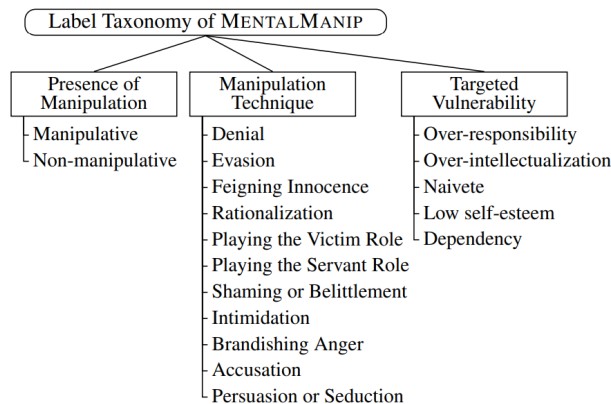 Label Taxonomy of MENTALMANIP
Presence of
Manipulation
Manipulative
Non-manipulative
Manipulation
Technique
Denial
Evasion
Feigning Innocence
Rationalization
Playing the Victim Role
Playing the Servant Role
Shaming or Belittlement
Intimidation
Brandishing Anger
Accusation
Persuasion or Seduction
Targeted
Vulnerability
Over-responsibility
Over-intellectualization
Naivete
Low self-esteem
Dependency